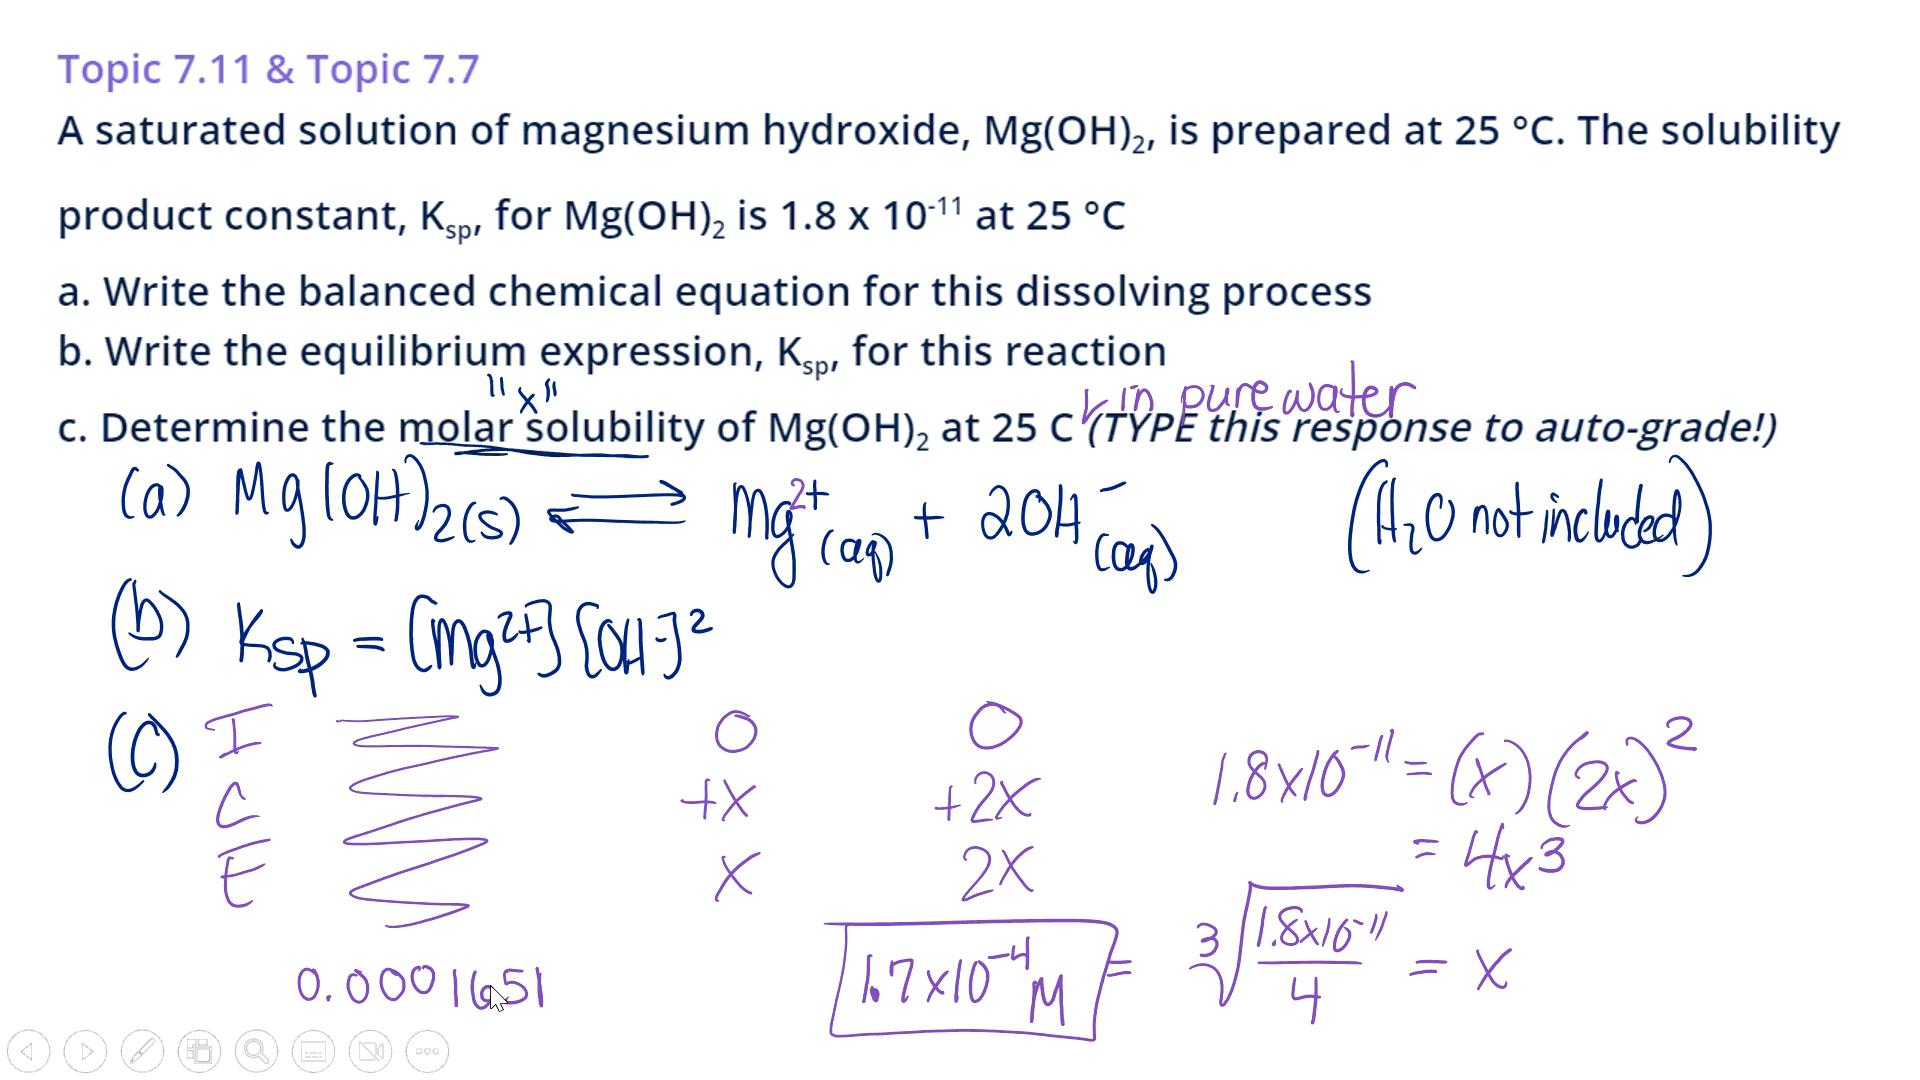 Topic 7.11 & Topic 7.7
A saturated solution of magnesium hydroxide, Mg(OH)₂, is prepared at 25 °C. The solubility
product constant, Kₛₚ, for Mg(OH)₂ is 1.8 x 10⁻¹¹ at 25 °C
a. Write the balanced chemical equation for this dissolving process
b. Write the equilibrium expression, Kₛₚ, for this reaction
"x" in pure water
c. Determine the molar solubility of Mg(OH)₂ at 25 C (TYPE this response to auto-grade!)
(a) Mg(OH)₂(s) ⇌ Mg²⁺(aq) + 2OH⁻(aq) (H₂O not included)
(b) Ksp = [Mg²⁺][OH⁻]²
(c) I 0 0
C +x +2x
E x 2x
1.8x10⁻¹¹ = (x)(2x)²
= 4x³
³√(1.8x10⁻¹¹/4) = x
1.7x10⁻⁴ M =
0.0001651